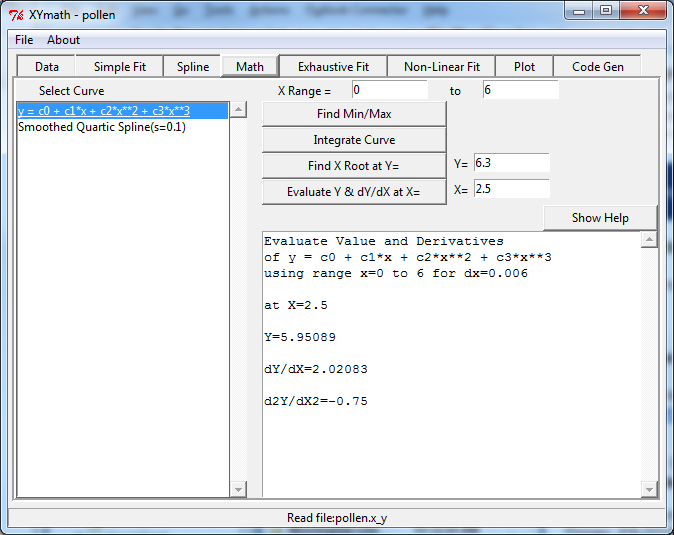 XYmath - pollen
File About
Data Simple Fit Spline Math Exhaustive Fit Non-Linear Fit Plot Code Gen
Select Curve
X Range = 0 to 6
y = c0 + c1*x + c2*x**2 + c3*x**3
Smoothed Quartic Spline(s=0.1)
Find Min/Max
Integrate Curve
Find X Root at Y= Y= 6.3
Evaluate Y & dY/dX at X= X= 2.5
Show Help
Evaluate Value and Derivatives
of y = c0 + c1*x + c2*x**2 + c3*x**3
using range x=0 to 6 for dx=0.006
at X=2.5
Y=5.95089
dY/dX=2.02083
d2Y/dX2=-0.75
Read file:pollen.x_y